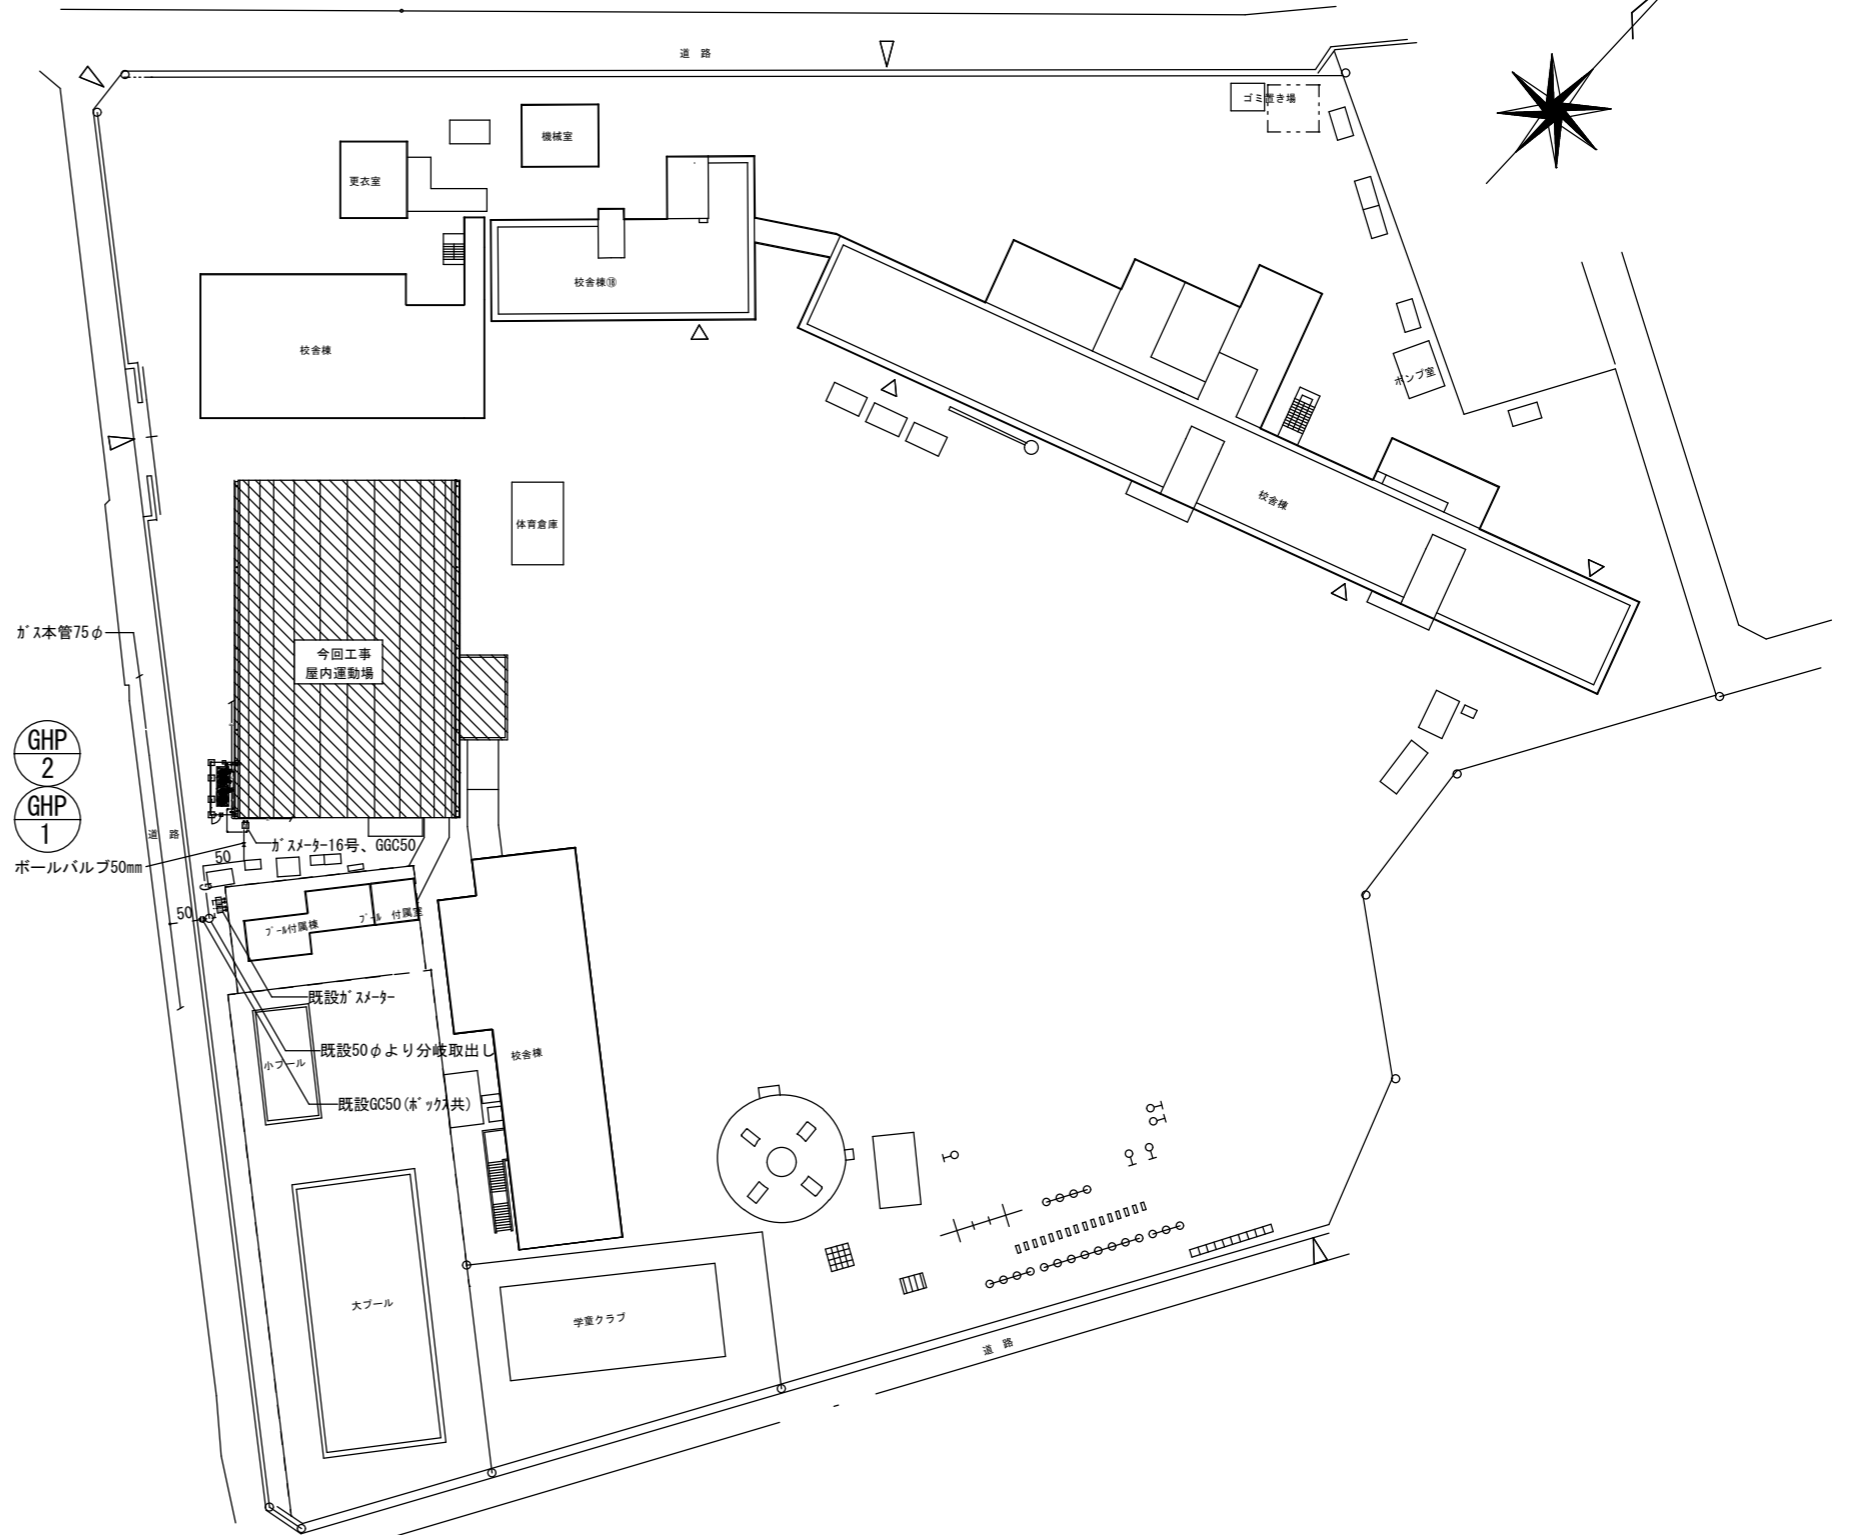 道 路
ゴミ置き場
機械室
更衣室
校舎棟⑱
校舎棟
ポンプ室
校舎棟
体育倉庫
ガス本管75φ
今回工事
屋内運動場
GHP
2
GHP
1
道 路
ガスメーター16号、GGC50
ボールバルブ50mm
50
50
プール付属棟
プール 付属室
既設ガスメーター
既設50φより分岐取出し
校舎棟
小プール
既設GC50(ボックス共)
大プール
学童クラブ
道 路